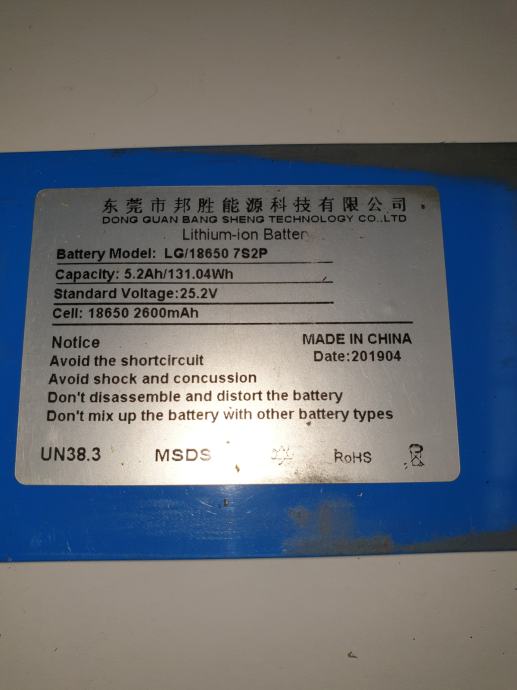 东莞市邦胜能源科技有限公司
DONG QUAN BANG SHENG TECHNOLOGY CO.,LTD
Lithium-ion Batter
Battery Model: LG/18650 7S2P
Capacity: 5.2Ah/131.04Wh
Standard Voltage:25.2V
Cell: 18650 2600mAh
Notice
MADE IN CHINA
Avoid the shortcircuit
Date:201904
Avoid shock and concussion
Don't disassemble and distort the battery
Don't mix up the battery with other battery types
UN38.3 MSDS RoHS